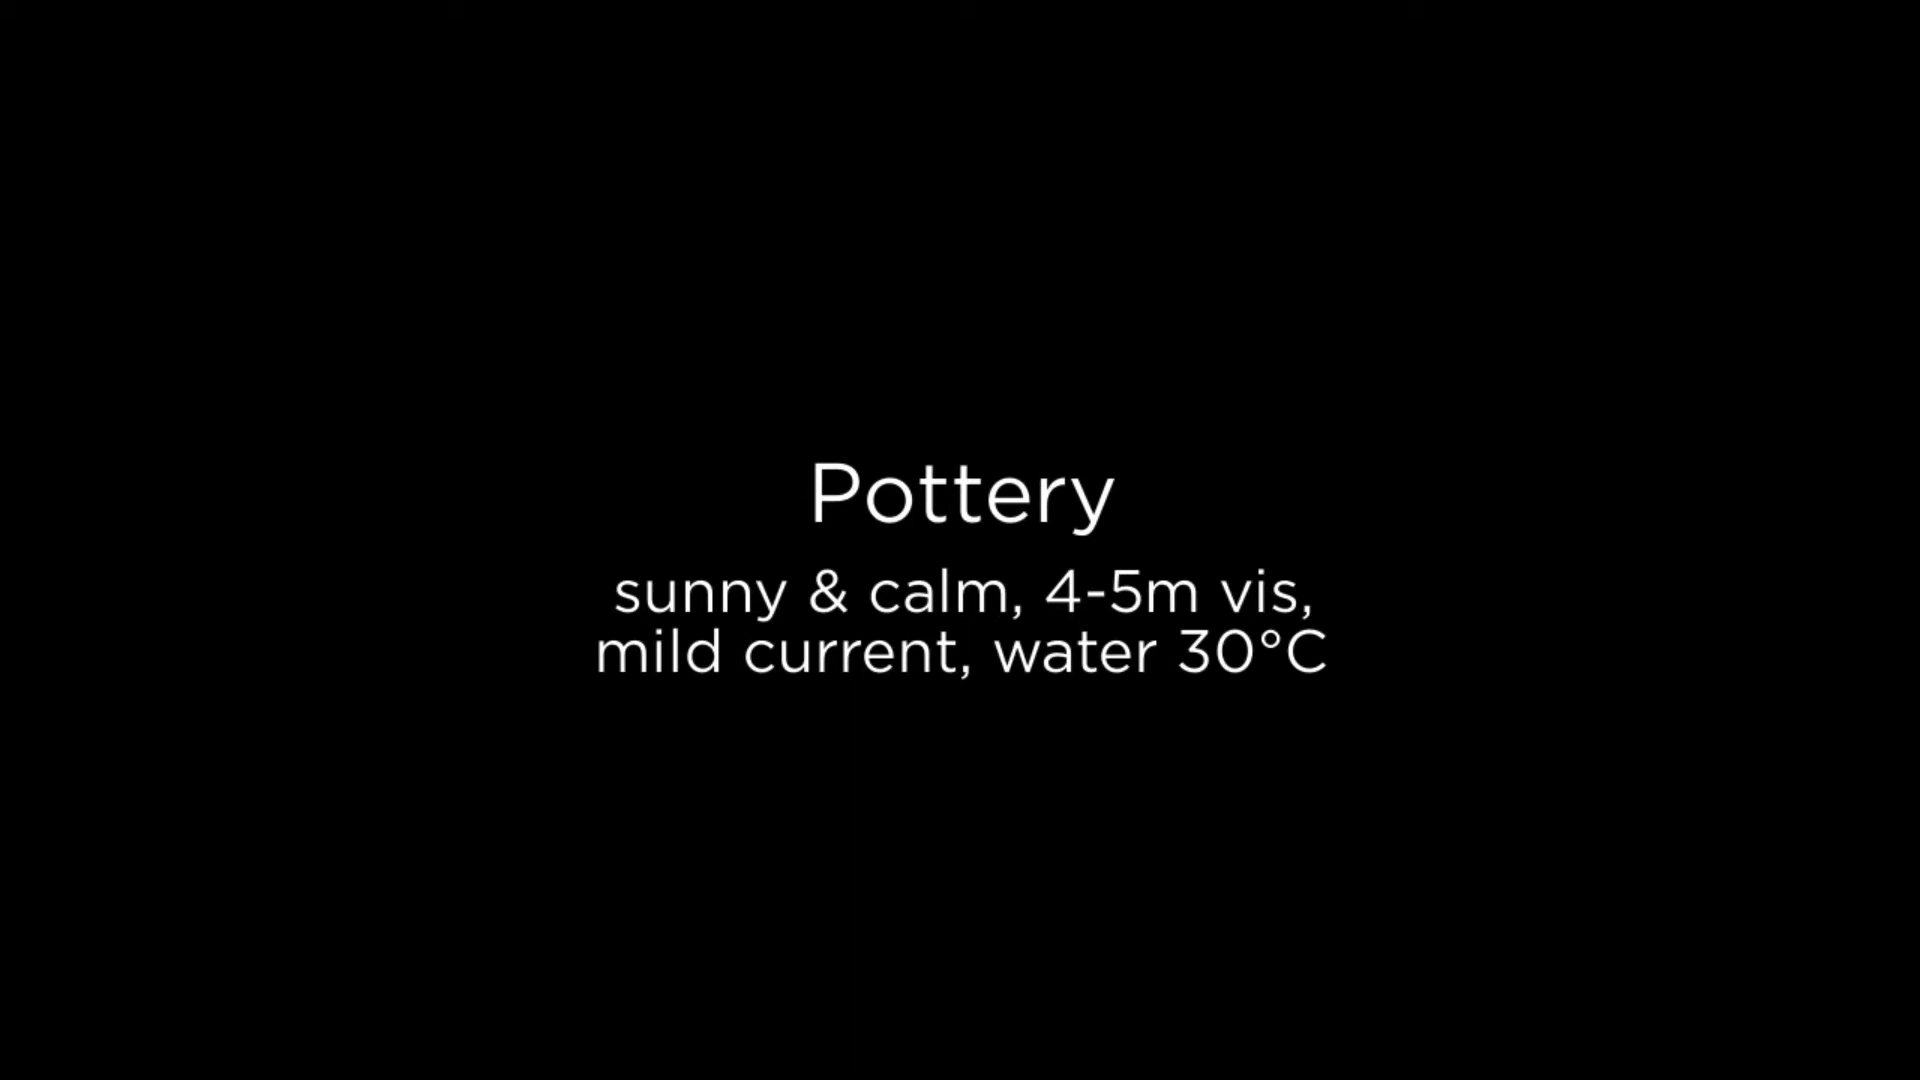 Pottery
sunny & calm, 4-5m vis,
mild current, water 30°C